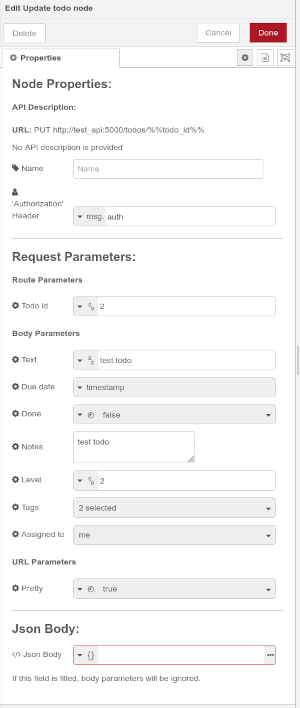 Edit Update todo node
Delete
Cancel
Done
Properties
Node Properties:
API Description:
URL: PUT http://test_api:5000/todos/%%todo_id%%
No API description is provided
Name
Name
'Authorization'
Header
msg. auth
Request Parameters:
Route Parameters
Todo id
2
Body Parameters
Text
test todo
Due date
timestamp
Done
false
Notes
test todo
Level
2
Tags
2 selected
Assigned to
me
URL Parameters
Pretty
true
Json Body:
</> Json Body
{}
•••
If this field is filled, body parameters will be ignored.